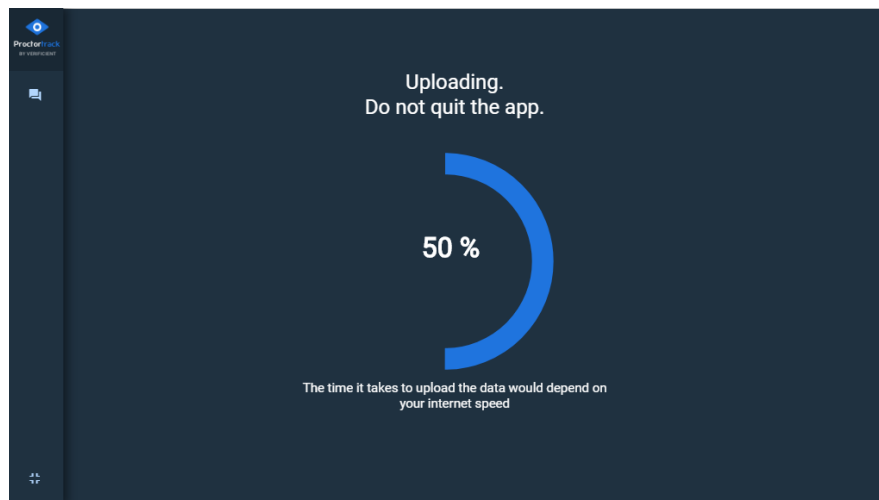 Proctortrack
BY VERIFICIENT
Uploading.
Do not quit the app.
50 %
The time it takes to upload the data would depend on
your internet speed